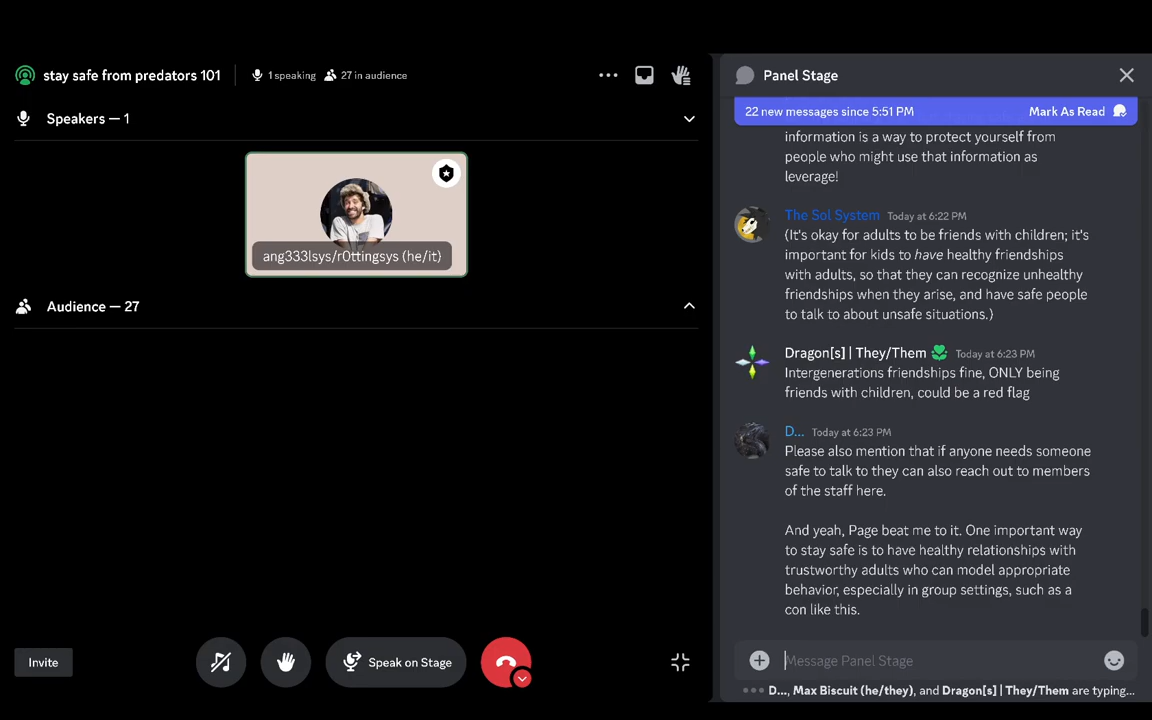 stay safe from predators 101
1 speaking
27 in audience
Speakers — 1
ang333lsys/r0ttingsys (he/it)
Audience — 27
Invite
Speak on Stage
Panel Stage
22 new messages since 5:51 PM
Mark As Read
information is a way to protect yourself from
people who might use that information as
leverage!
The Sol System Today at 6:22 PM
(It's okay for adults to be friends with children; it's
important for kids to have healthy friendships
with adults, so that they can recognize unhealthy
friendships when they arise, and have safe people
to talk to about unsafe situations.)
Dragon[s] | They/Them Today at 6:23 PM
Intergenerations friendships fine, ONLY being
friends with children, could be a red flag
D... Today at 6:23 PM
Please also mention that if anyone needs someone
safe to talk to they can also reach out to members
of the staff here.
And yeah, Page beat me to it. One important way
to stay safe is to have healthy relationships with
trustworthy adults who can model appropriate
behavior, especially in group settings, such as a
con like this.
Message Panel Stage
D..., Max Biscuit (he/they), and Dragon[s] | They/Them are typing...